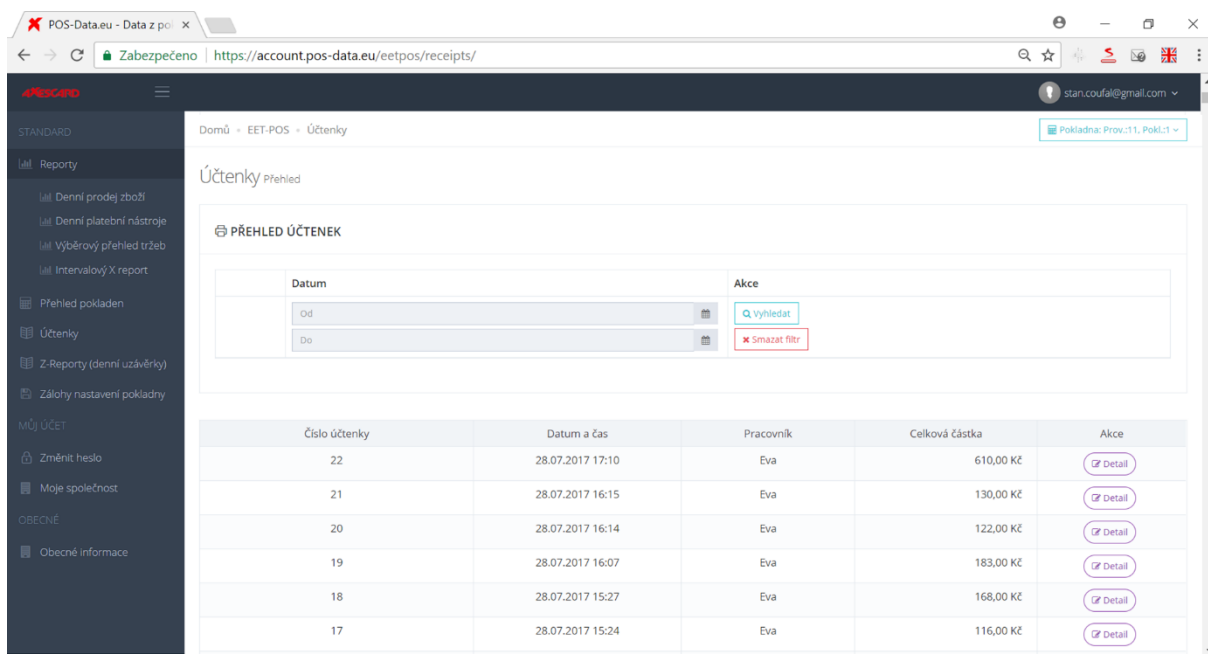 POS-Data.eu - Data z pol
Zabezpečeno https://account.pos-data.eu/eetpos/receipts/
AXESCARD
stan.coufal@gmail.com
STANDARD
Reporty
Denní prodej zboží
Denní platební nástroje
Výběrový přehled tržeb
Intervalový X report
Přehled pokladen
Účtenky
Z-Reporty (denní uzávěrky)
Zálohy nastavení pokladny
MŮJ ÚČET
Změnit heslo
Moje společnost
OBECNÉ
Obecné informace
Domů EET-POS Účtenky
Pokladna: Prov.:11, Pokl.:1
Účtenky Přehled
PŘEHLED ÚČTENEK
Datum Akce
Od Vyhledat
Do Smazat filtr
Číslo účtenky Datum a čas Pracovník Celková částka Akce
22 28.07.2017 17:10 Eva 610,00 Kč Detail
21 28.07.2017 16:15 Eva 130,00 Kč Detail
20 28.07.2017 16:14 Eva 122,00 Kč Detail
19 28.07.2017 16:07 Eva 183,00 Kč Detail
18 28.07.2017 15:27 Eva 168,00 Kč Detail
17 28.07.2017 15:24 Eva 116,00 Kč Detail